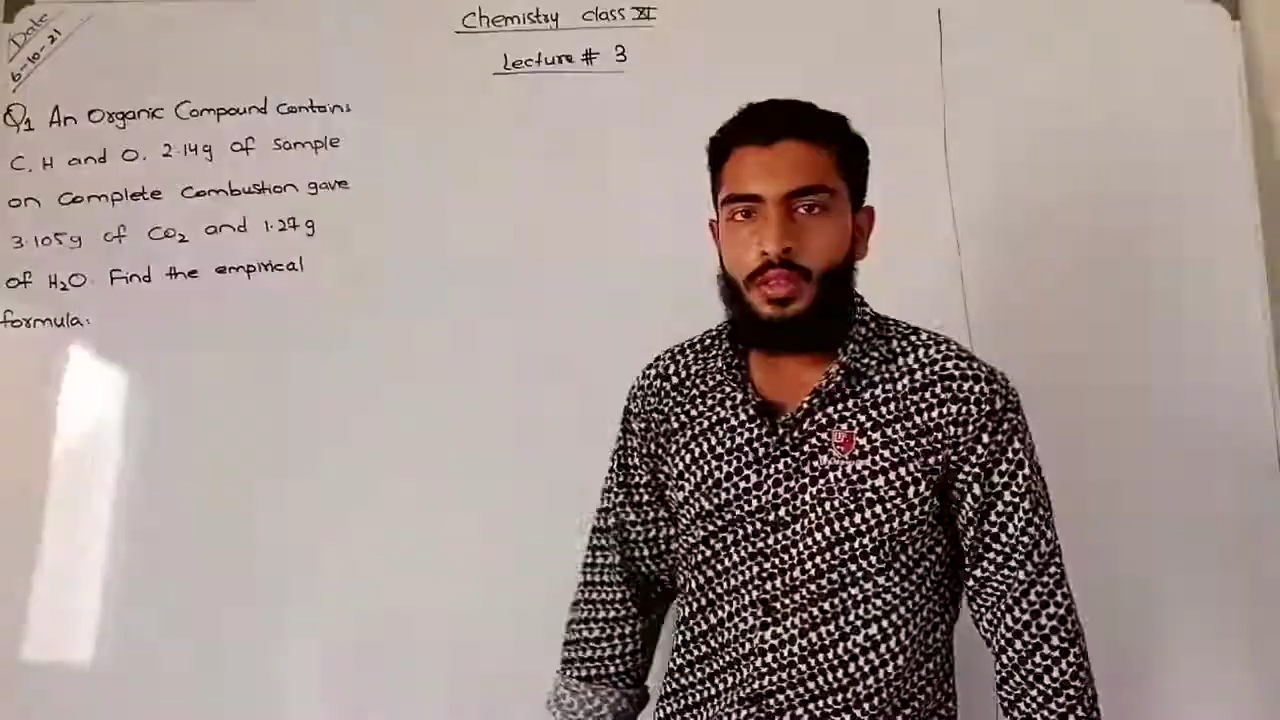 Date
6-10-21
Chemistry class XI
Lecture # 3
Q1 An Organic Compound Contains
C, H and O. 2.14g of Sample
on Complete Combustion gave
3.105g of CO2 and 1.27g
of H2O. Find the empirical
formula.